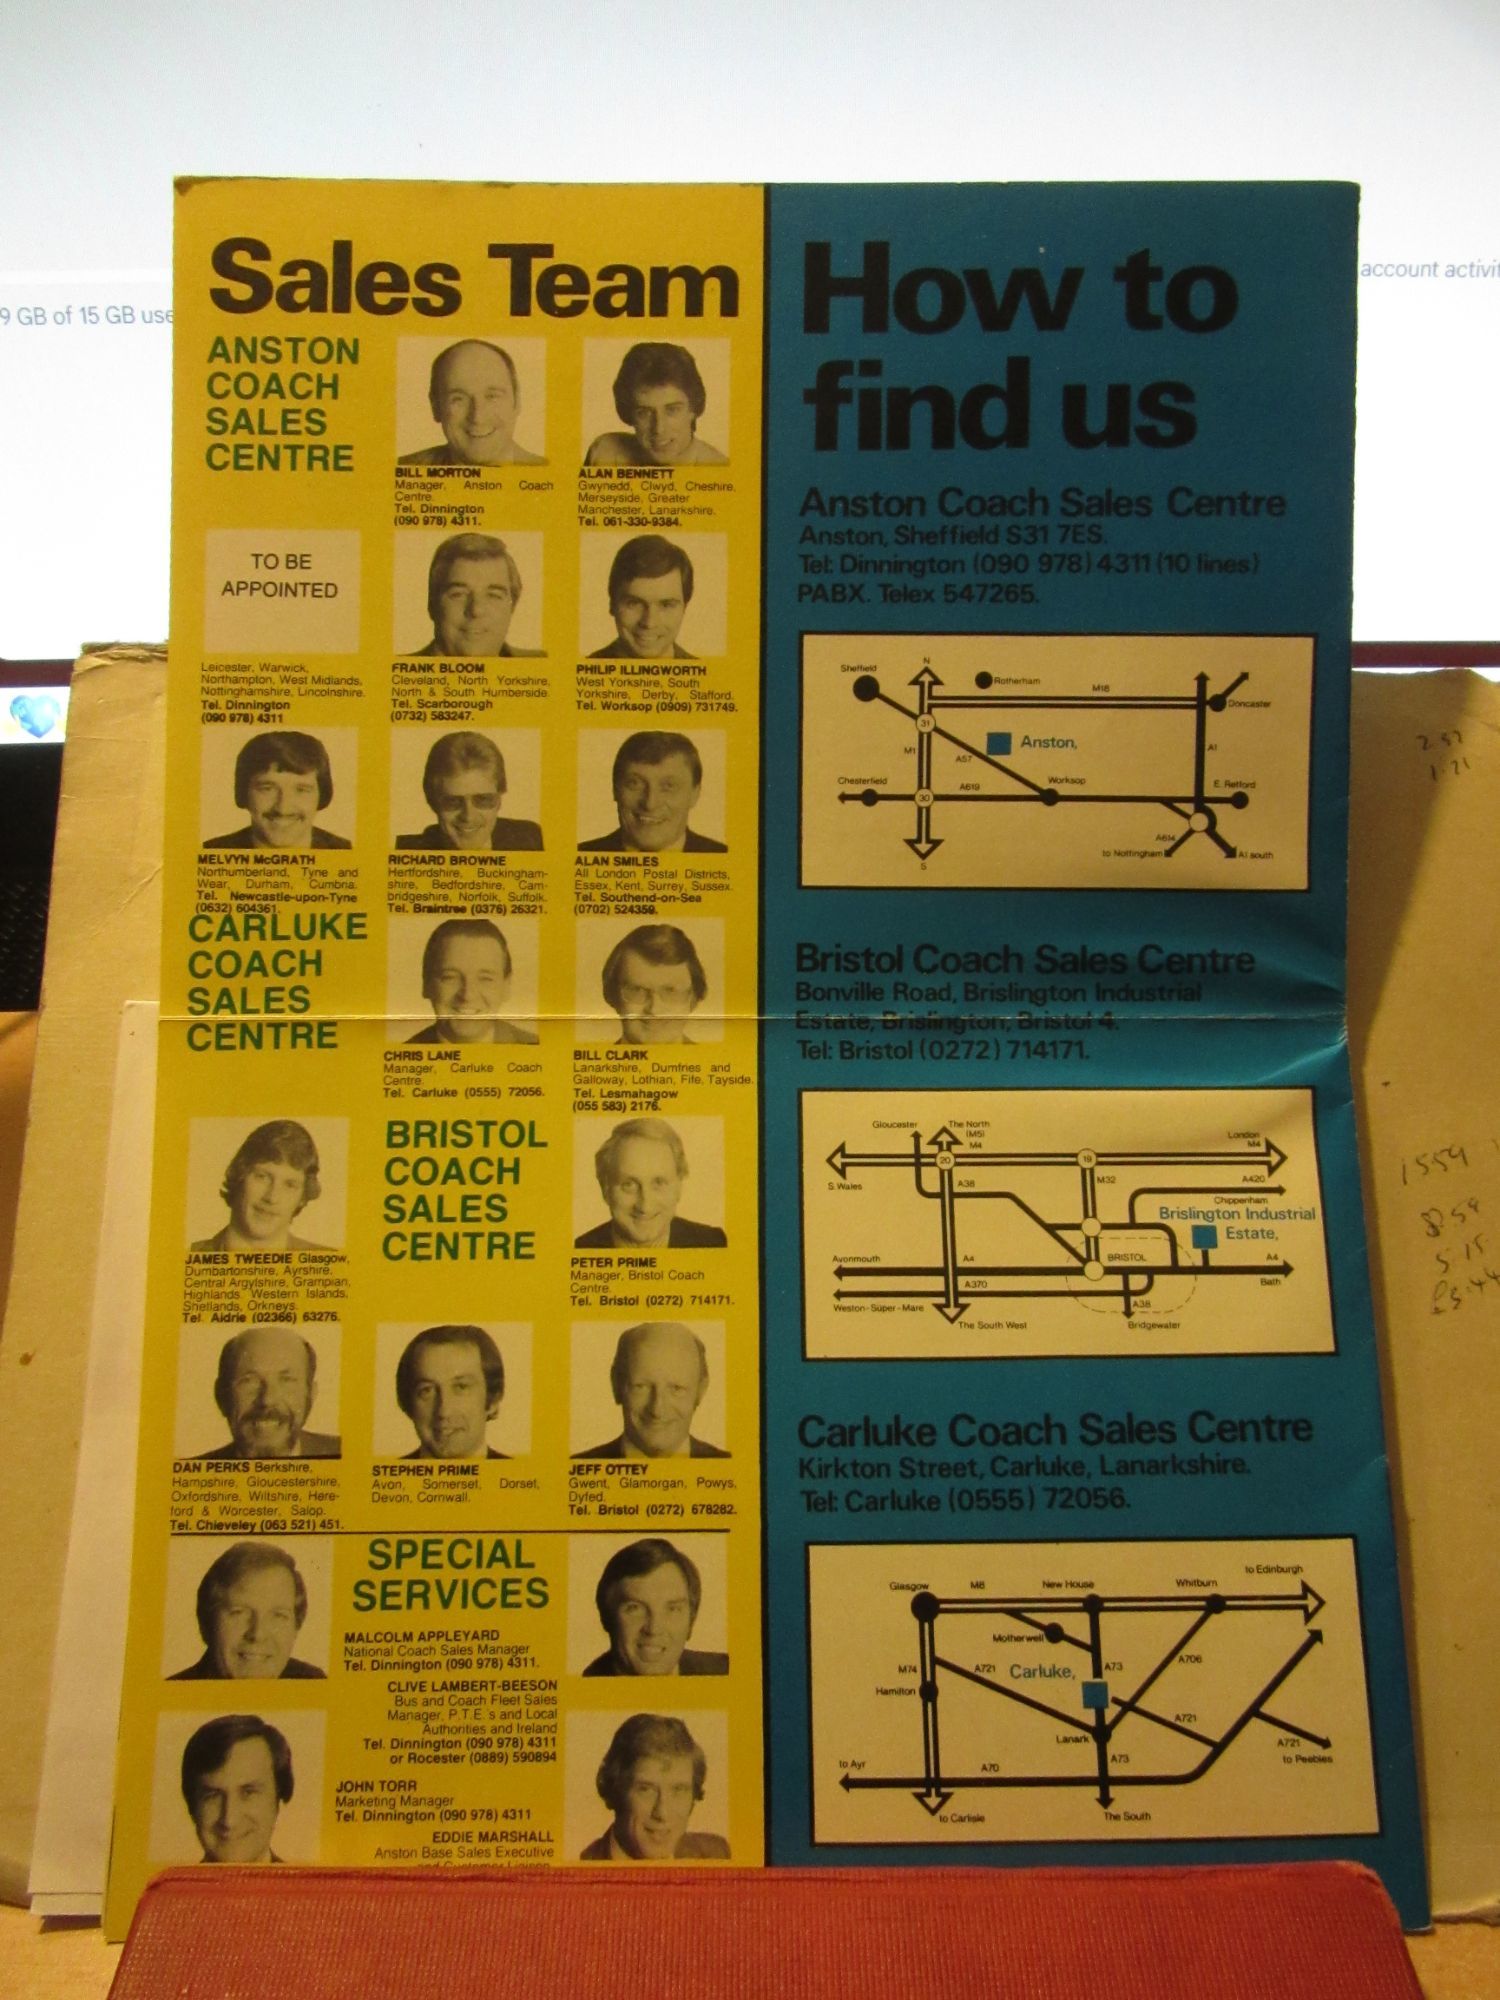 9 GB of 15 GB use
account activit
Sales Team
ANSTON
COACH
SALES
CENTRE
BILL MORTON
Manager, Anston Coach
Centre.
Tel. Dinnington
(090 978) 4311.
ALAN BENNETT
Gwynedd, Clwyd, Cheshire,
Merseyside, Greater
Manchester, Lanarkshire.
Tel. 061-330-9384.
TO BE
APPOINTED
Leicester, Warwick,
Northampton, West Midlands,
Nottinghamshire, Lincolnshire.
Tel. Dinnington
(090 978) 4311
FRANK BLOOM
Cleveland, North Yorkshire,
North & South Humberside.
Tel. Scarborough
(0732) 583247.
PHILIP ILLINGWORTH
West Yorkshire, South
Yorkshire, Derby, Stafford.
Tel. Worksop (0909) 731749.
MELVYN McGRATH
Northumberland, Tyne and
Wear, Durham, Cumbria.
Tel. Newcastle-upon-Tyne
(0632) 604361.
RICHARD BROWNE
Hertfordshire, Buckingham-
shire, Bedfordshire, Cam-
bridgeshire, Norfolk, Suffolk.
Tel. Braintree (0376) 26321.
ALAN SMILES
All London Postal Districts,
Essex, Kent, Surrey, Sussex.
Tel. Southend-on-Sea
(0702) 524359.
CARLUKE
COACH
SALES
CENTRE
CHRIS LANE
Manager, Carluke Coach
Centre.
Tel. Carluke (0555) 72056.
BILL CLARK
Lanarkshire, Dumfries and
Galloway, Lothian, Fife, Tayside.
Tel. Lesmahagow
(055 583) 2176.
JAMES TWEEDIE Glasgow,
Dumbartonshire, Ayrshire,
Central Argylshire, Grampian,
Highlands Western Islands,
Shetlands, Orkneys.
Tel. Aidrie (02366) 63276.
BRISTOL
COACH
SALES
CENTRE
PETER PRIME
Manager, Bristol Coach
Centre.
Tel. Bristol (0272) 714171.
DAN PERKS Berkshire,
Hampshire, Gloucestershire,
Oxfordshire, Wiltshire, Here-
ford & Worcester, Salop.
Tel. Chieveley (063 521) 451.
STEPHEN PRIME
Avon, Somerset, Dorset,
Devon, Cornwall.
JEFF OTTEY
Gwent, Glamorgan, Powys,
Dyfed.
Tel. Bristol (0272) 678282.
SPECIAL
SERVICES
MALCOLM APPLEYARD
National Coach Sales Manager
Tel. Dinnington (090 978) 4311.
CLIVE LAMBERT-BEESON
Bus and Coach Fleet Sales
Manager, P.T.E.s and Local
Authorities and Ireland
Tel. Dinnington (090 978) 4311
or Rocester (0889) 590894
JOHN TORR
Marketing Manager
Tel. Dinnington (090 978) 4311
EDDIE MARSHALL
Anston Base Sales Executive
and Customer Liaison
How to
find us
Anston Coach Sales Centre
Anston, Sheffield S31 7ES.
Tel: Dinnington (090 978) 4311 (10 lines)
PABX. Telex 547265.
Sheffield
N
Rotherham
M18
Doncaster
31
Anston,
M1
A57
A1
Chesterfield
A619
Worksop
E. Retford
30
A614
to Nottingham
A1 south
S
Bristol Coach Sales Centre
Bonville Road, Brislington Industrial
Estate, Brislington, Bristol 4.
Tel: Bristol (0272) 714171.
Gloucester
The North
(M5)
M4
London
M4
20
19
S. Wales
A38
M32
A420
Chippenham
Brislington Industrial
Estate,
Avonmouth
A4
BRISTOL
A4
A370
Bath
Weston-Super-Mare
A38
The South West
Bridgewater
Carluke Coach Sales Centre
Kirkton Street, Carluke, Lanarkshire.
Tel: Carluke (0555) 72056.
Glasgow
M8
New House
Whitburn
to Edinburgh
Motherwell
M74
A721
Carluke,
A73
A706
Hamilton
A721
Lanark
A721
to Peebles
A73
to Ayr
A70
to Carlisle
The South
1.21
1559